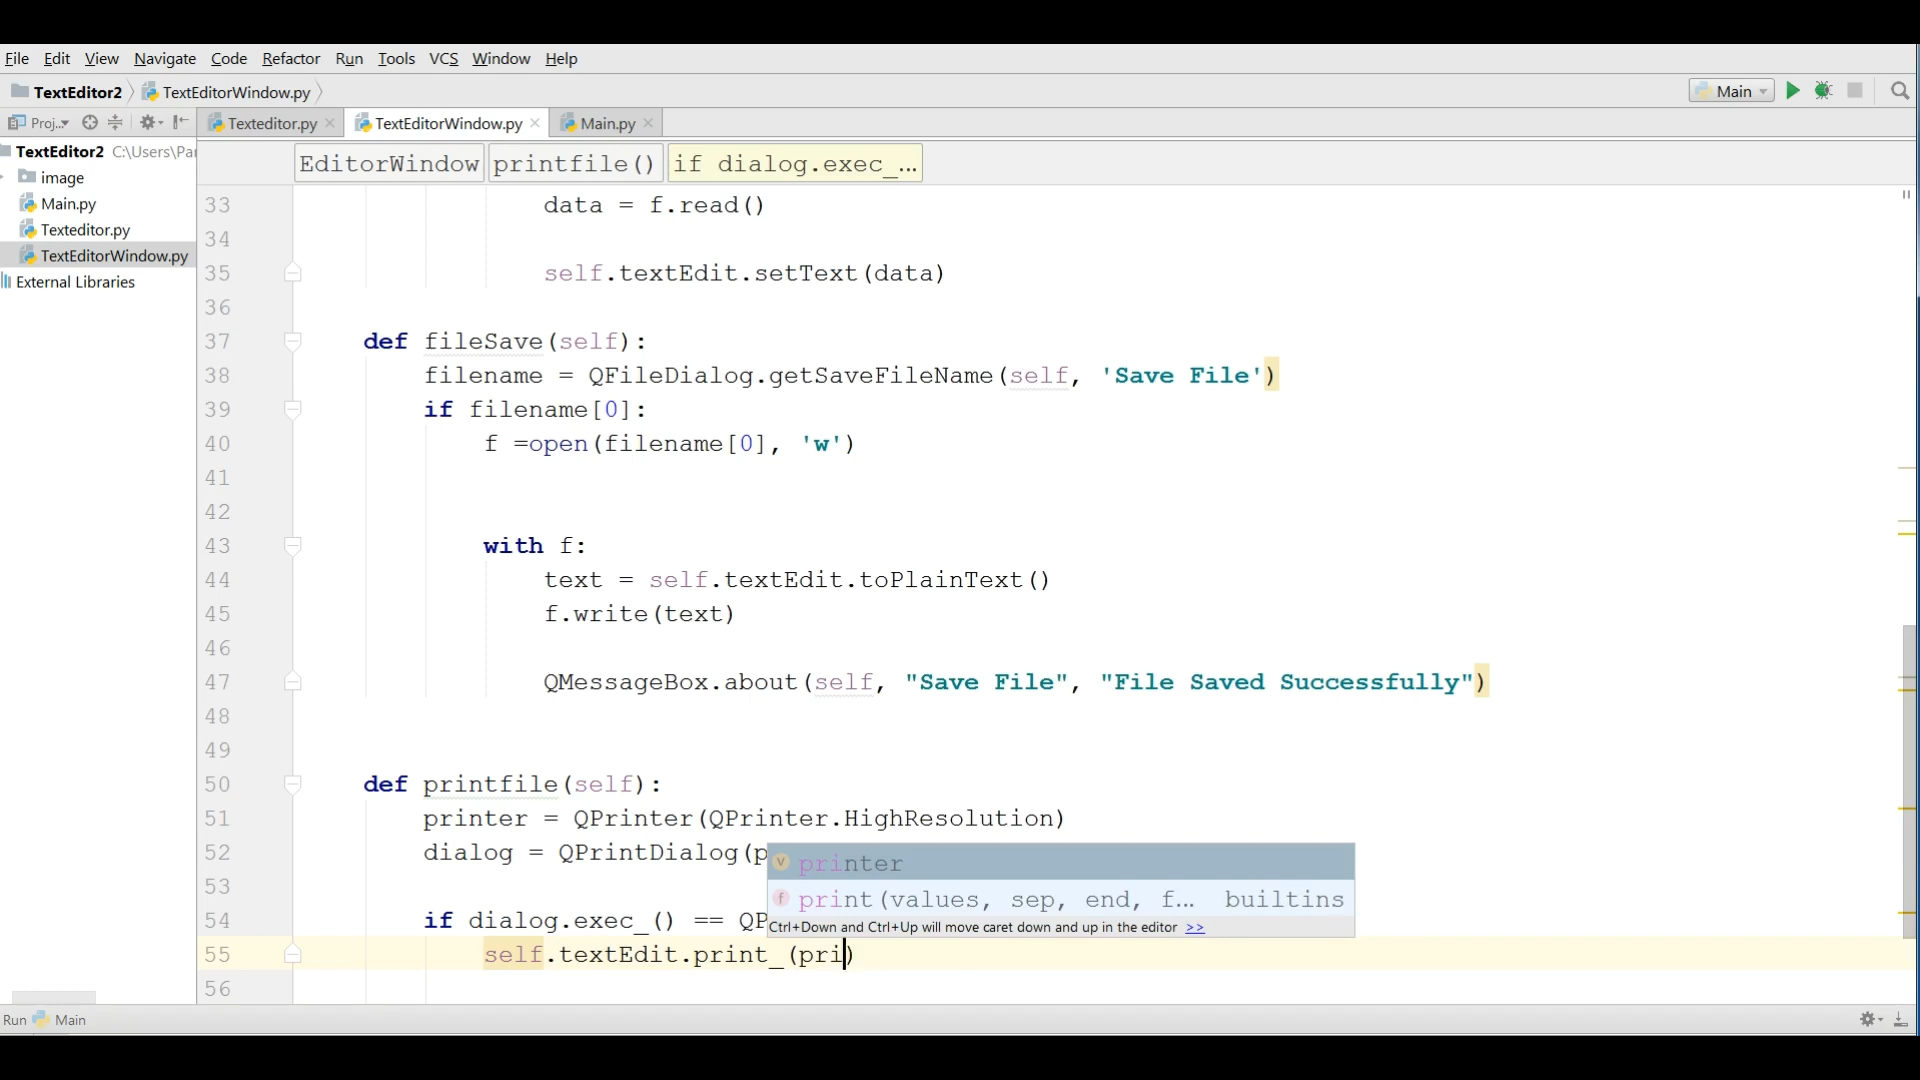 File Edit View Navigate Code Refactor Run Tools VCS Window Help
TextEditor2 TextEditorWindow.py Main
Proj... Texteditor.py TextEditorWindow.py Main.py
TextEditor2 C:\Users\Pa
image
Main.py
Texteditor.py
TextEditorWindow.py
External Libraries
EditorWindow printfile() if dialog.exec_...
33 data = f.read()
34
35 self.textEdit.setText(data)
36
37 def fileSave(self):
38 filename = QFileDialog.getSaveFileName(self, 'Save File')
39 if filename[0]:
40 f =open(filename[0], 'w')
41
42
43 with f:
44 text = self.textEdit.toPlainText()
45 f.write(text)
46
47 QMessageBox.about(self, "Save File", "File Saved Successfully")
48
49
50 def printfile(self):
51 printer = QPrinter(QPrinter.HighResolution)
52 dialog = QPrintDialog(p
printer
53
print(values, sep, end, f... builtins
54 if dialog.exec_() == QP
Ctrl+Down and Ctrl+Up will move caret down and up in the editor >>
55 self.textEdit.print_(pri)
56
Run Main